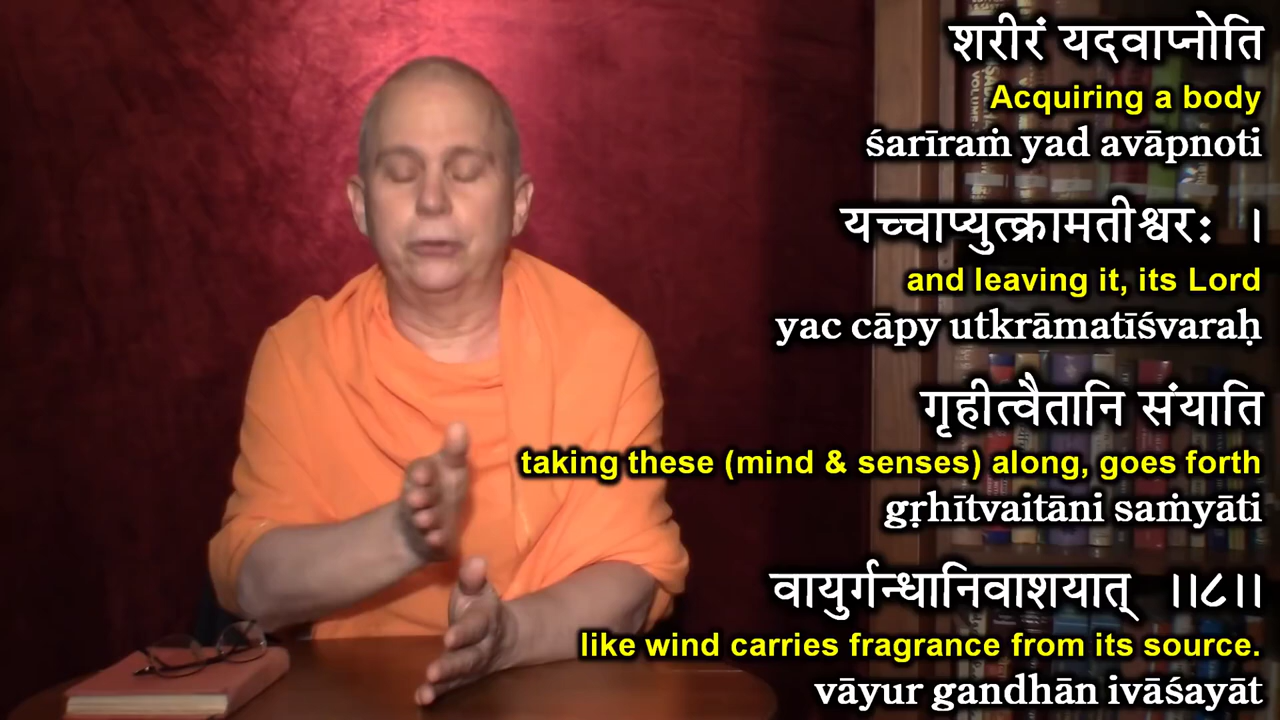 शरीरं यदवाप्नोति
Acquiring a body
śarīraṁ yad avāpnoti
यच्चाप्युत्क्रामतीश्वरः ।
and leaving it, its Lord
yac cāpy utkrāmatīśvaraḥ
गृहीत्वैतानि संयाति
taking these (mind & senses) along, goes forth
gṛhītvaitāni saṁyāti
वायुर्गन्धानिवाशयात् ।।८।।
like wind carries fragrance from its source.
vāyur gandhān ivāśayāt